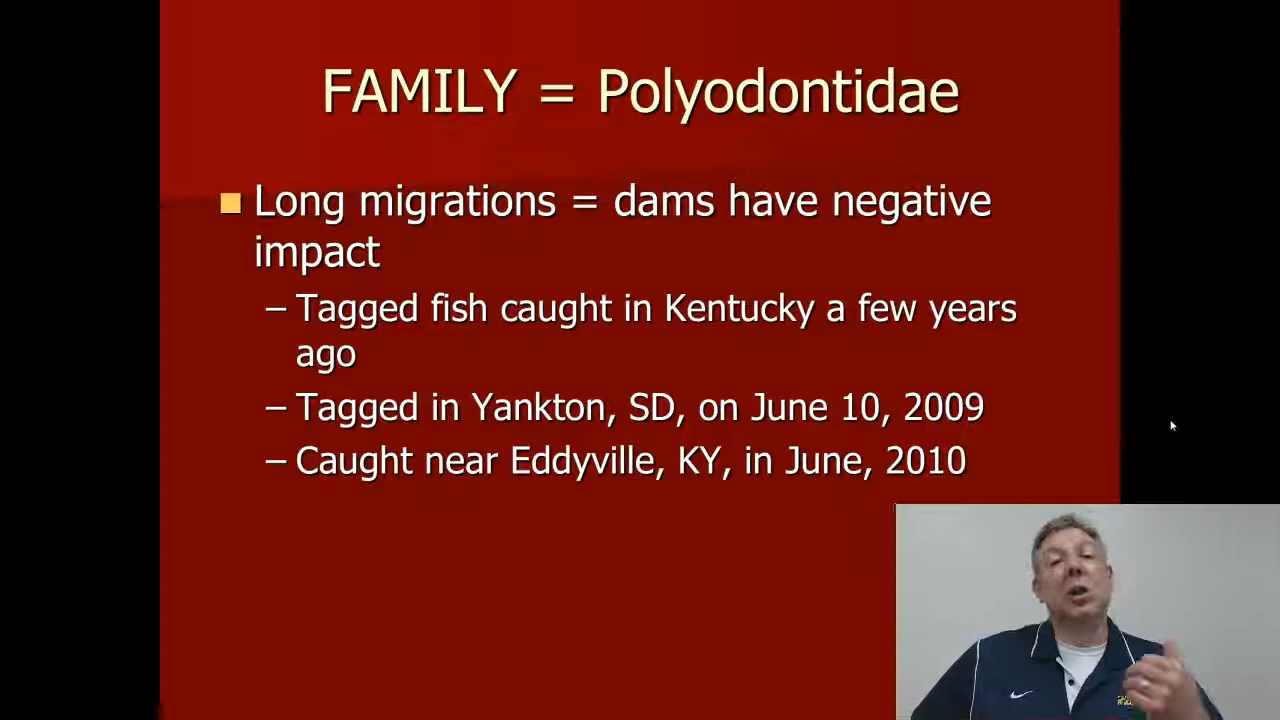 FAMILY = Polyodontidae
Long migrations = dams have negative
impact
– Tagged fish caught in Kentucky a few years
ago
– Tagged in Yankton, SD, on June 10, 2009
– Caught near Eddyville, KY, in June, 2010